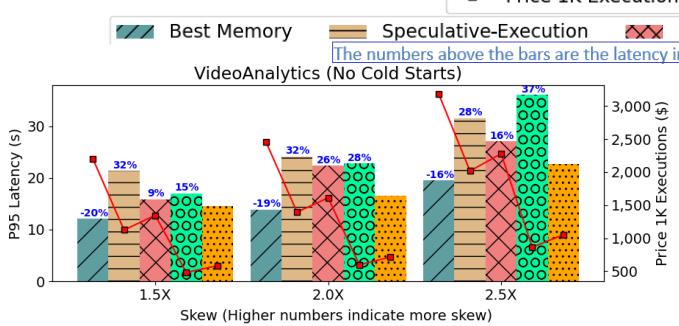 Price 1K Execution
Best Memory Speculative-Execution
The numbers above the bars are the latency i
VideoAnalytics (No Cold Starts)
P95 Latency (s)
30
20
10
0
-20%
32%
9%
15%
-19%
32%
26%
28%
-16%
28%
16%
37%
3,000
2,500
2,000
1,500
1,000
500
Price 1K Executions ($)
1.5X 2.0X 2.5X
Skew (Higher numbers indicate more skew)